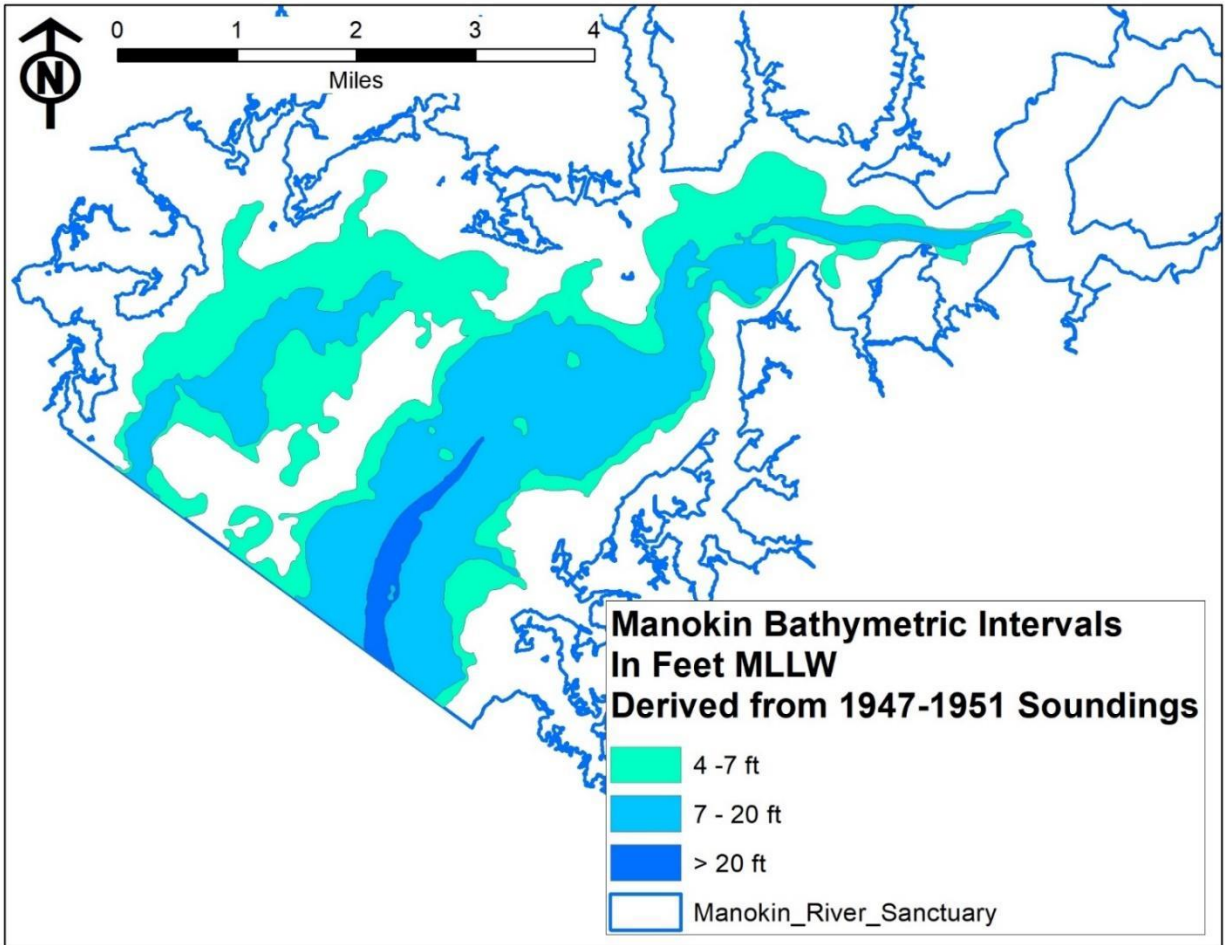 0 1 2 3 4
Miles
N
Manokin Bathymetric Intervals
In Feet MLLW
Derived from 1947-1951 Soundings
4 -7 ft
7 - 20 ft
> 20 ft
Manokin_River_Sanctuary